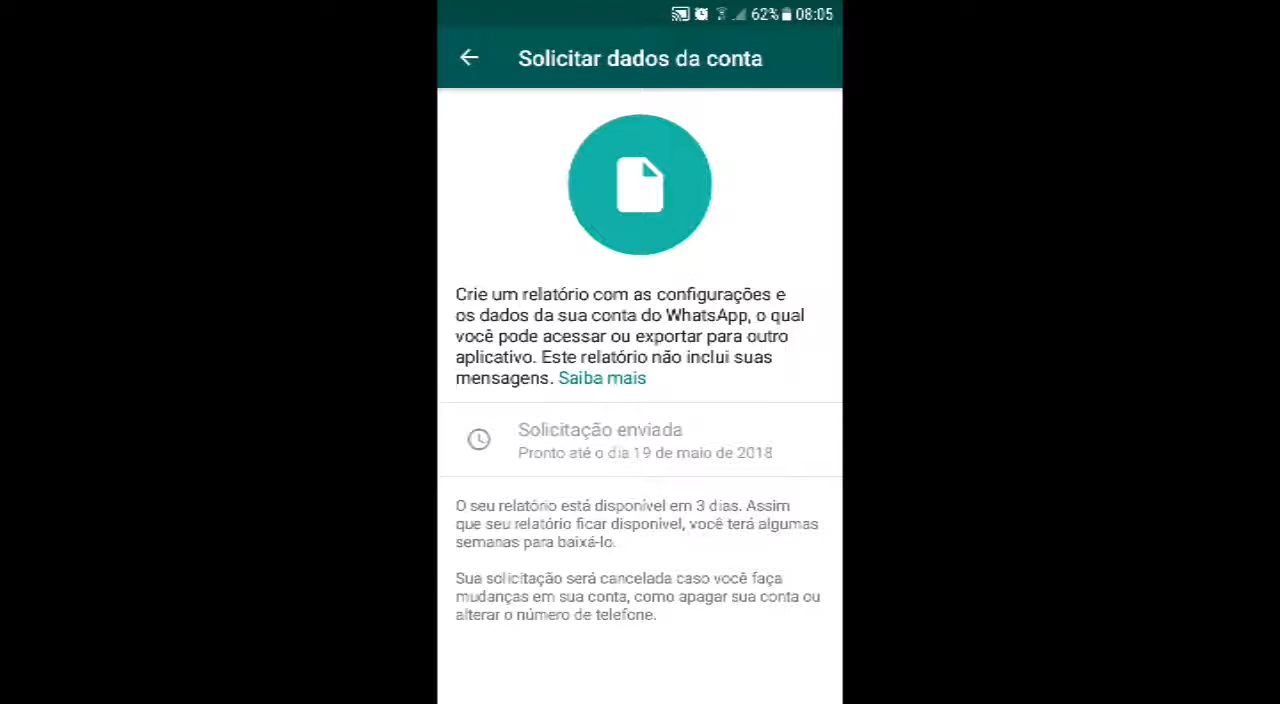 62% 08:05
Solicitar dados da conta
Crie um relatório com as configurações e
os dados da sua conta do WhatsApp, o qual
você pode acessar ou exportar para outro
aplicativo. Este relatório não inclui suas
mensagens. Saiba mais
Solicitação enviada
Pronto até o dia 19 de maio de 2018
O seu relatório está disponível em 3 dias. Assim
que seu relatório ficar disponível, você terá algumas
semanas para baixá-lo.
Sua solicitação será cancelada caso você faça
mudanças em sua conta, como apagar sua conta ou
alterar o número de telefone.